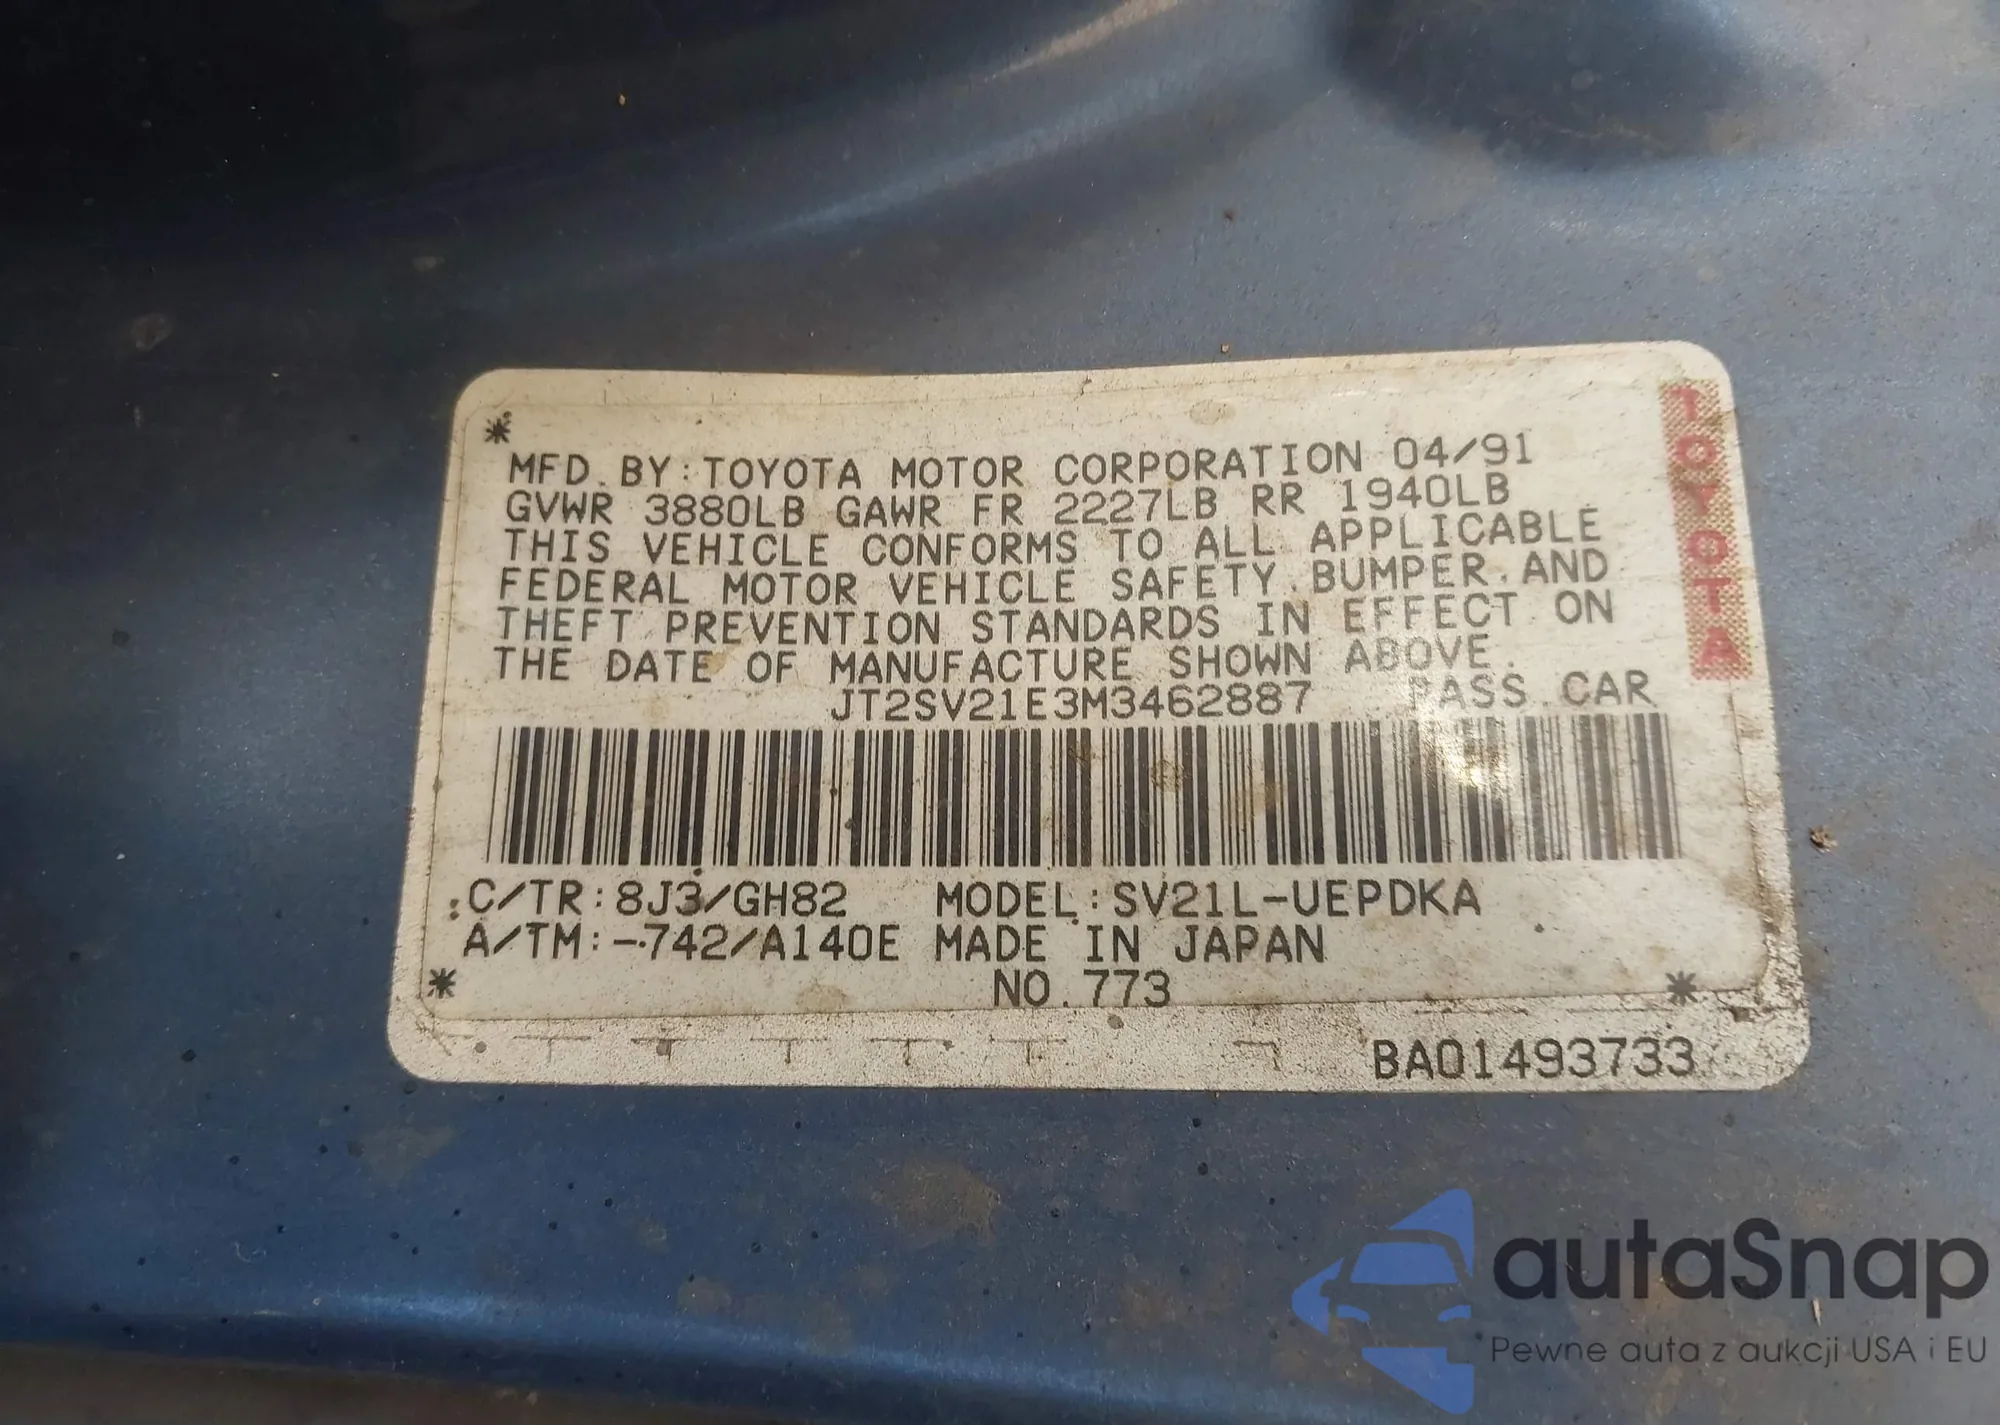 MFD. BY:TOYOTA MOTOR CORPORATION 04/91
GVWR 3880LB GAWR FR 2227LB RR 1940LB
THIS VEHICLE CONFORMS TO ALL APPLICABLE
FEDERAL MOTOR VEHICLE SAFETY, BUMPER, AND
THEFT PREVENTION STANDARDS IN EFFECT ON
THE DATE OF MANUFACTURE SHOWN ABOVE.
JT2SV21E3M3462887 PASS. CAR
C/TR:8J3/GH82 MODEL:SV21L-UEPDKA
A/TM:-742/A140E MADE IN JAPAN
NO. 773
BA01493733
TOYOTA
autaSnap
Pewne auta z aukcji USA i EU